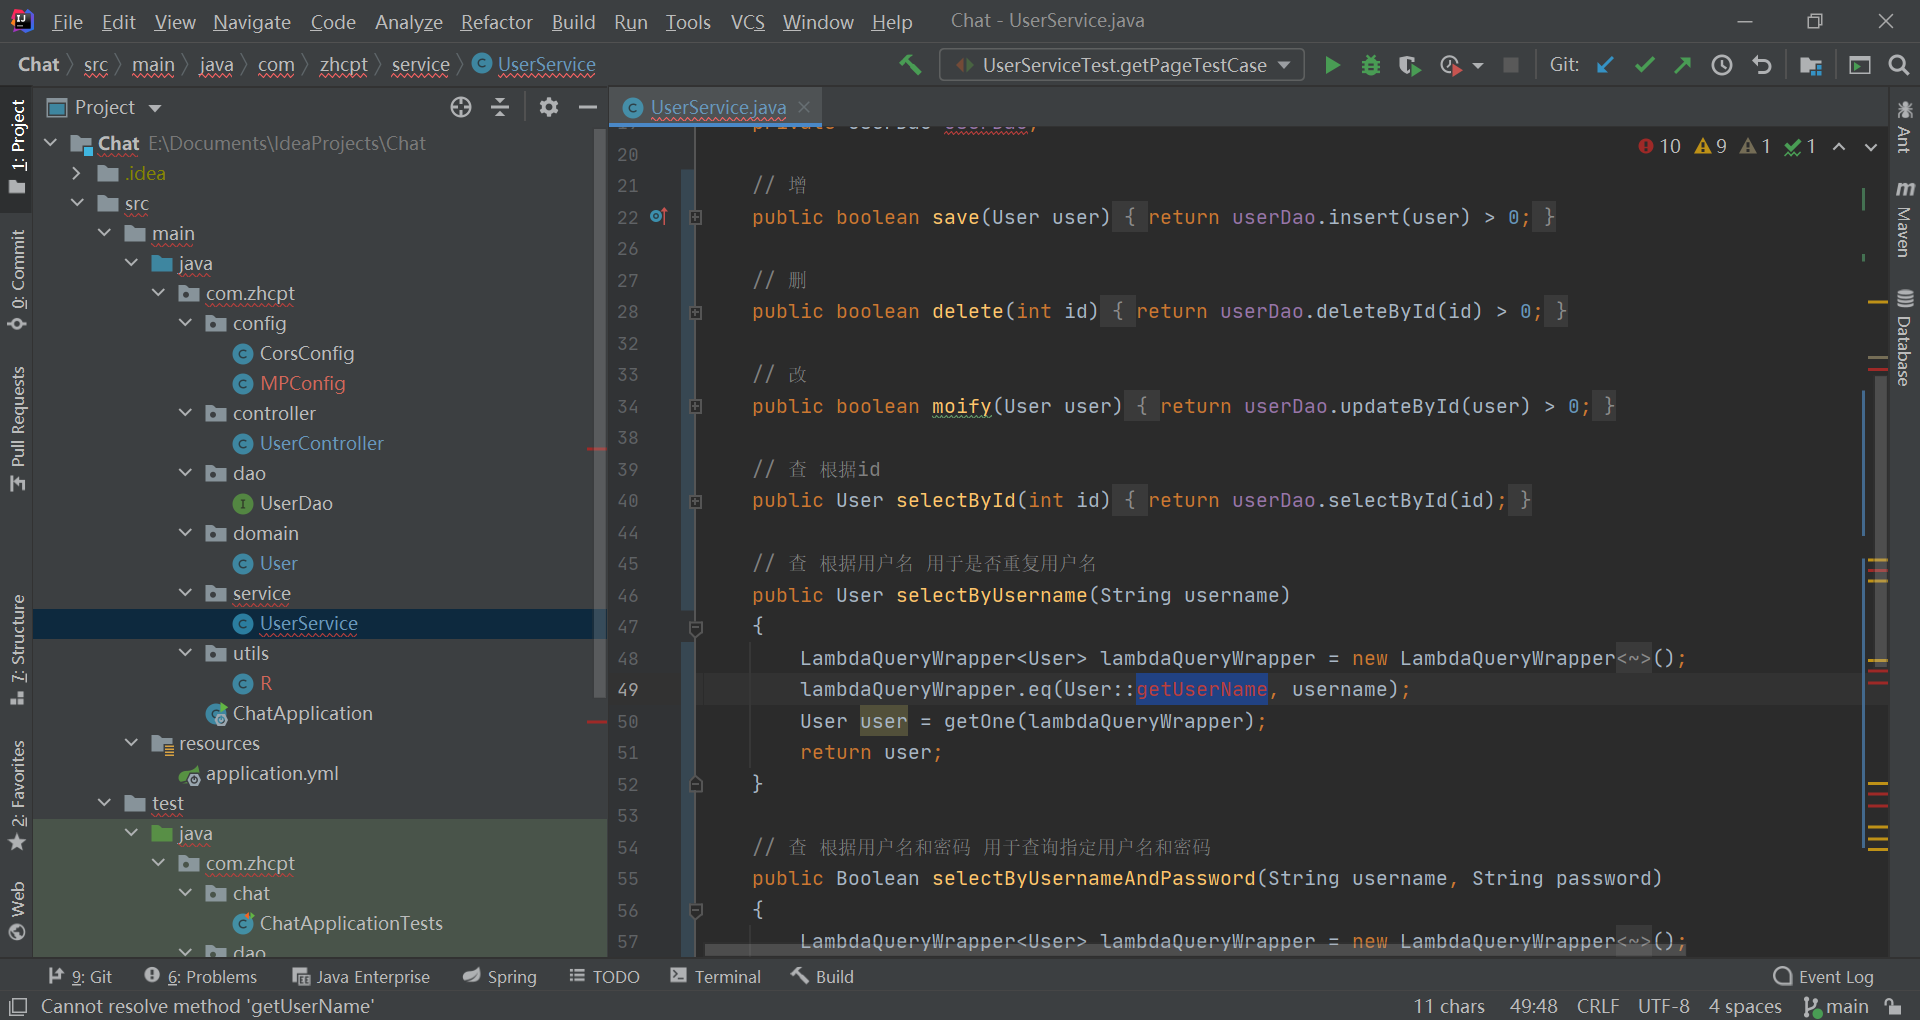 File Edit View Navigate Code Analyze Refactor Build Run Tools VCS Window Help Chat - UserService.java
Chat src main java com zhcpt service UserService UserServiceTest.getPageTestCase Git:
1: Project
0: Commit
Pull Requests
7: Structure
2: Favorites
Web
Project
Chat E:\Documents\IdeaProjects\Chat
.idea
src
main
java
com.zhcpt
config
CorsConfig
MPConfig
controller
UserController
dao
UserDao
domain
User
service
UserService
utils
R
ChatApplication
resources
application.yml
test
java
com.zhcpt
chat
ChatApplicationTests
dao
UserService.java
10 9 1 1
19 private UserDao userDao;
20
21 // 增
22 public boolean save(User user) { return userDao.insert(user) > 0; }
26
27 // 删
28 public boolean delete(int id) { return userDao.deleteById(id) > 0; }
32
33 // 改
34 public boolean moify(User user) { return userDao.updateById(user) > 0; }
38
39 // 查 根据id
40 public User selectById(int id) { return userDao.selectById(id); }
44
45 // 查 根据用户名 用于是否重复用户名
46 public User selectByUsername(String username)
47 {
48 LambdaQueryWrapper<User> lambdaQueryWrapper = new LambdaQueryWrapper<~>();
49 lambdaQueryWrapper.eq(User::getUserName, username);
50 User user = getOne(lambdaQueryWrapper);
51 return user;
52 }
53
54 // 查 根据用户名和密码 用于查询指定用户名和密码
55 public Boolean selectByUsernameAndPassword(String username, String password)
56 {
57 LambdaQueryWrapper<User> lambdaQueryWrapper = new LambdaQueryWrapper<~>();
Ant
m Maven
Database
9: Git 6: Problems Java Enterprise Spring TODO Terminal Build Event Log
Cannot resolve method 'getUserName' 11 chars 49:48 CRLF UTF-8 4 spaces main